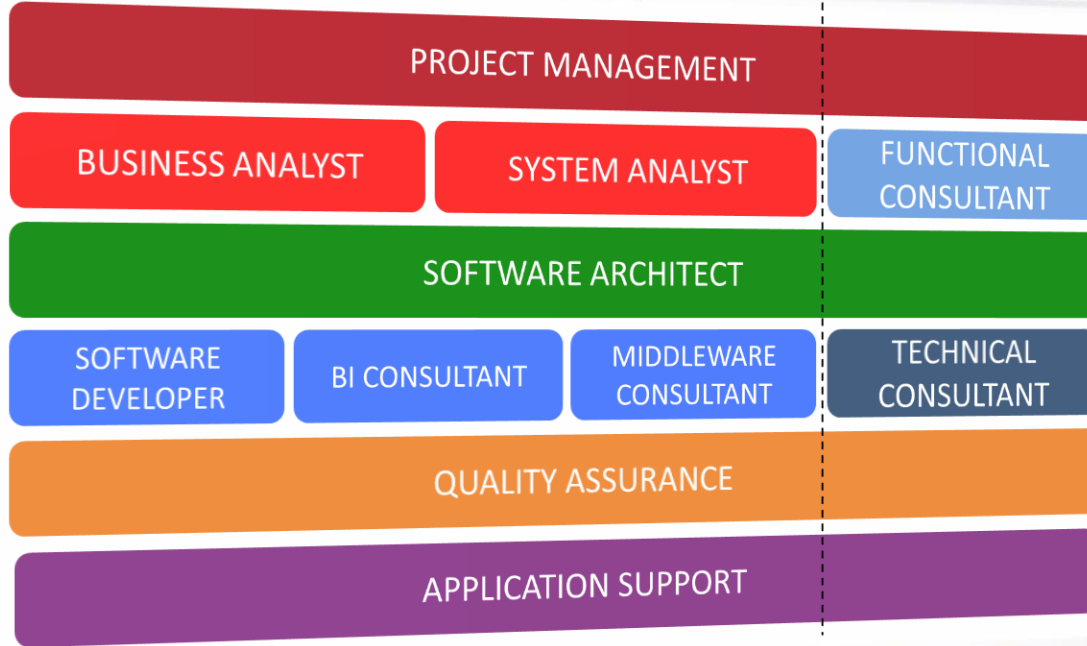 PROJECT MANAGEMENT
BUSINESS ANALYST
SYSTEM ANALYST
FUNCTIONAL
CONSULTANT
SOFTWARE ARCHITECT
SOFTWARE
DEVELOPER
BI CONSULTANT
MIDDLEWARE
CONSULTANT
TECHNICAL
CONSULTANT
QUALITY ASSURANCE
APPLICATION SUPPORT